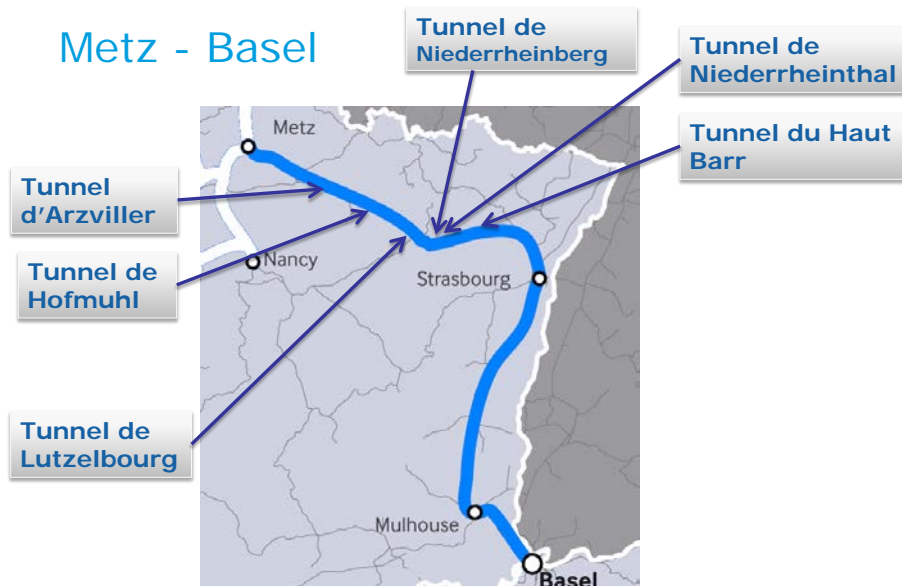 Metz - Basel
Tunnel de
Niederrheinberg
Tunnel de
Niederrheinthal
Tunnel du Haut
Barr
Metz
Tunnel
d'Arzviller
Nancy
Tunnel de
Hofmuhl
Strasbourg
Tunnel de
Lutzelbourg
Mulhouse
Basel